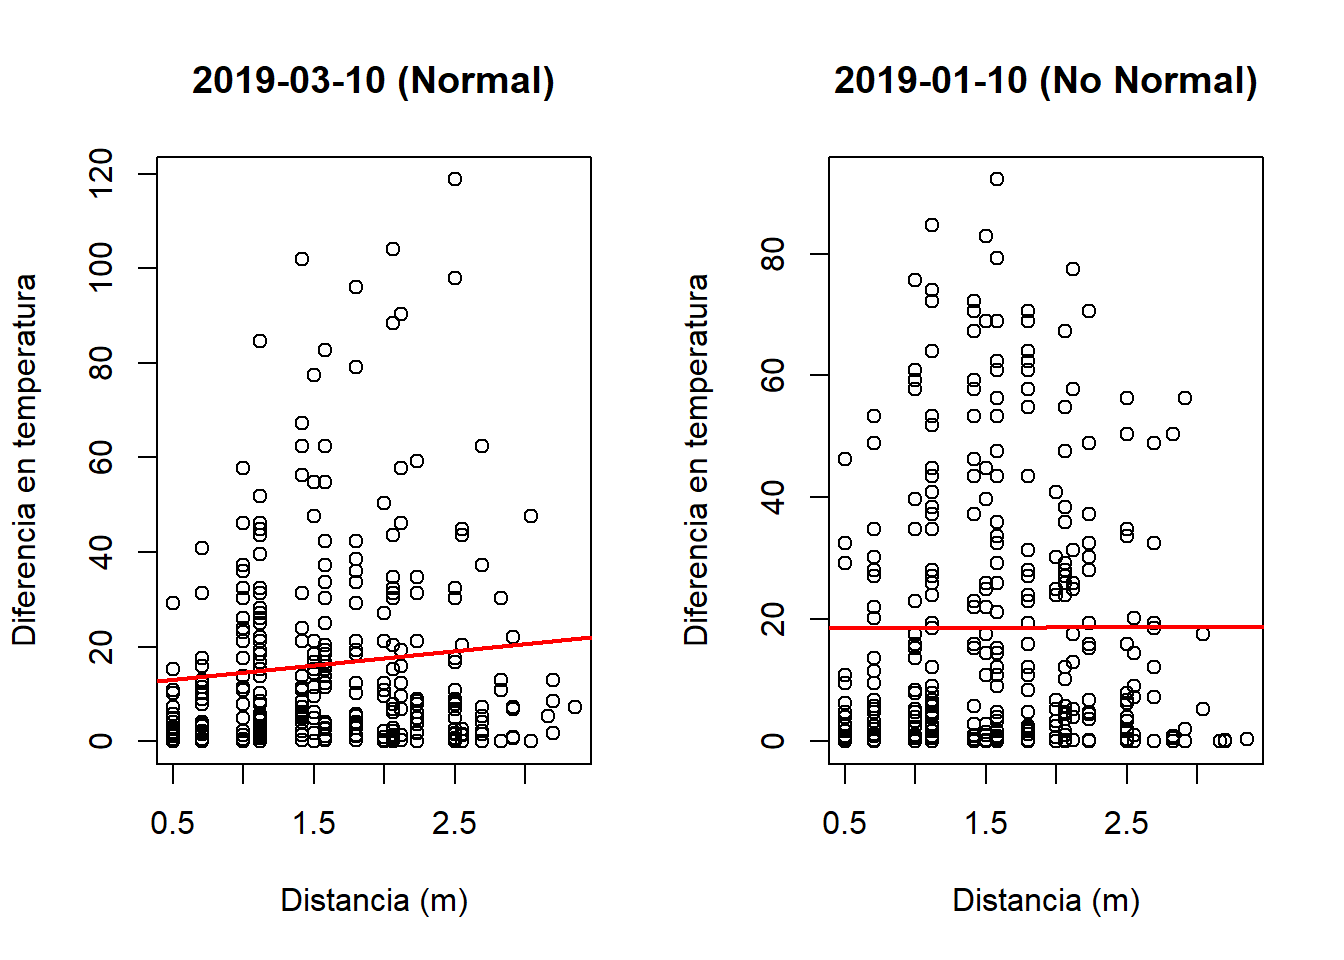 2019-03-10 (Normal)
Diferencia en temperatura
120
100
80
60
40
20
0
0.5 1.5 2.5
Distancia (m)
2019-01-10 (No Normal)
Diferencia en temperatura
80
60
40
20
0
0.5 1.5 2.5
Distancia (m)